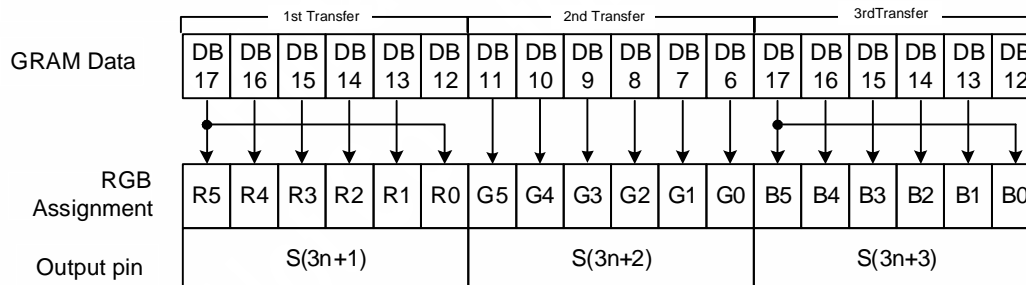 1st Transfer 2nd Transfer 3rdTransfer
GRAM Data DB 17 DB 16 DB 15 DB 14 DB 13 DB 12 DB 11 DB 10 DB 9 DB 8 DB 7 DB 6 DB 17 DB 16 DB 15 DB 14 DB 13 DB 12
RGB Assignment R5 R4 R3 R2 R1 R0 G5 G4 G3 G2 G1 G0 B5 B4 B3 B2 B1 B0
Output pin S(3n+1) S(3n+2) S(3n+3)